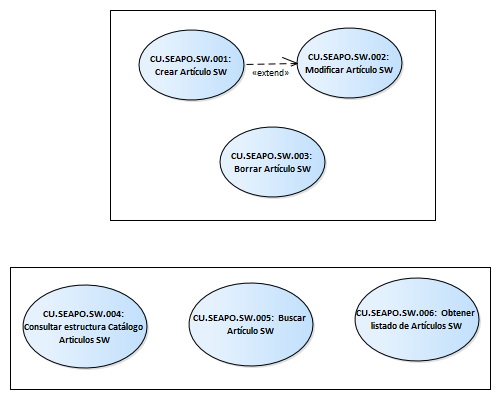 CU.SEAPO.SW.001:
Crear Artículo SW
«extend»
CU.SEAPO.SW.002:
Modificar Artículo SW
CU.SEAPO.SW.003:
Borrar Artículo SW
CU.SEAPO.SW.004:
Consultar estructura Catálogo
Articulos SW
CU.SEAPO.SW.005: Buscar
Artículo SW
CU.SEAPO.SW.006: Obtener
listado de Artículos SW